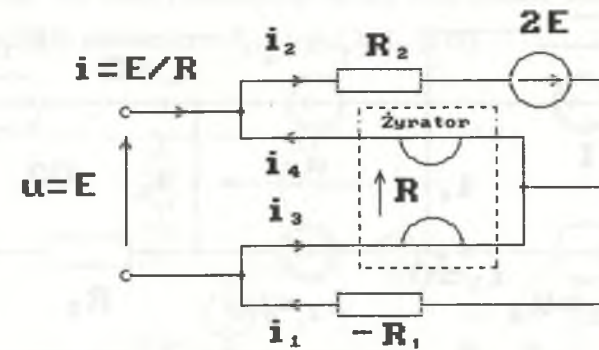 2E
i₂
R₂
i=E/R
Żyrator
i₄
u=E
R
i₃
i₁
-R₁